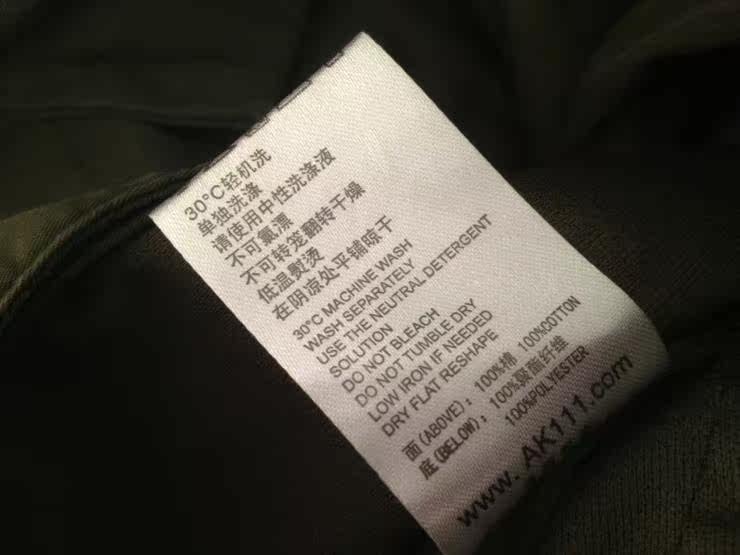 30°C轻机洗
单独洗涤
请使用中性洗涤液
不可氯漂
不可转笼翻转干燥
低温熨烫
在阴凉处平铺晾干
30°C MACHINE WASH
WASH SEPARATELY
USE THE NEUTRAL DETERGENT
SOLUTION
DO NOT BLEACH
DO NOT TUMBLE DRY
LOW IRON IF NEEDED
DRY FLAT RESHAPE
面(ABOVE): 100%棉 100%COTTON
底(BELOW): 100%聚酯纤维
100%POLYESTER
www.AK111.com